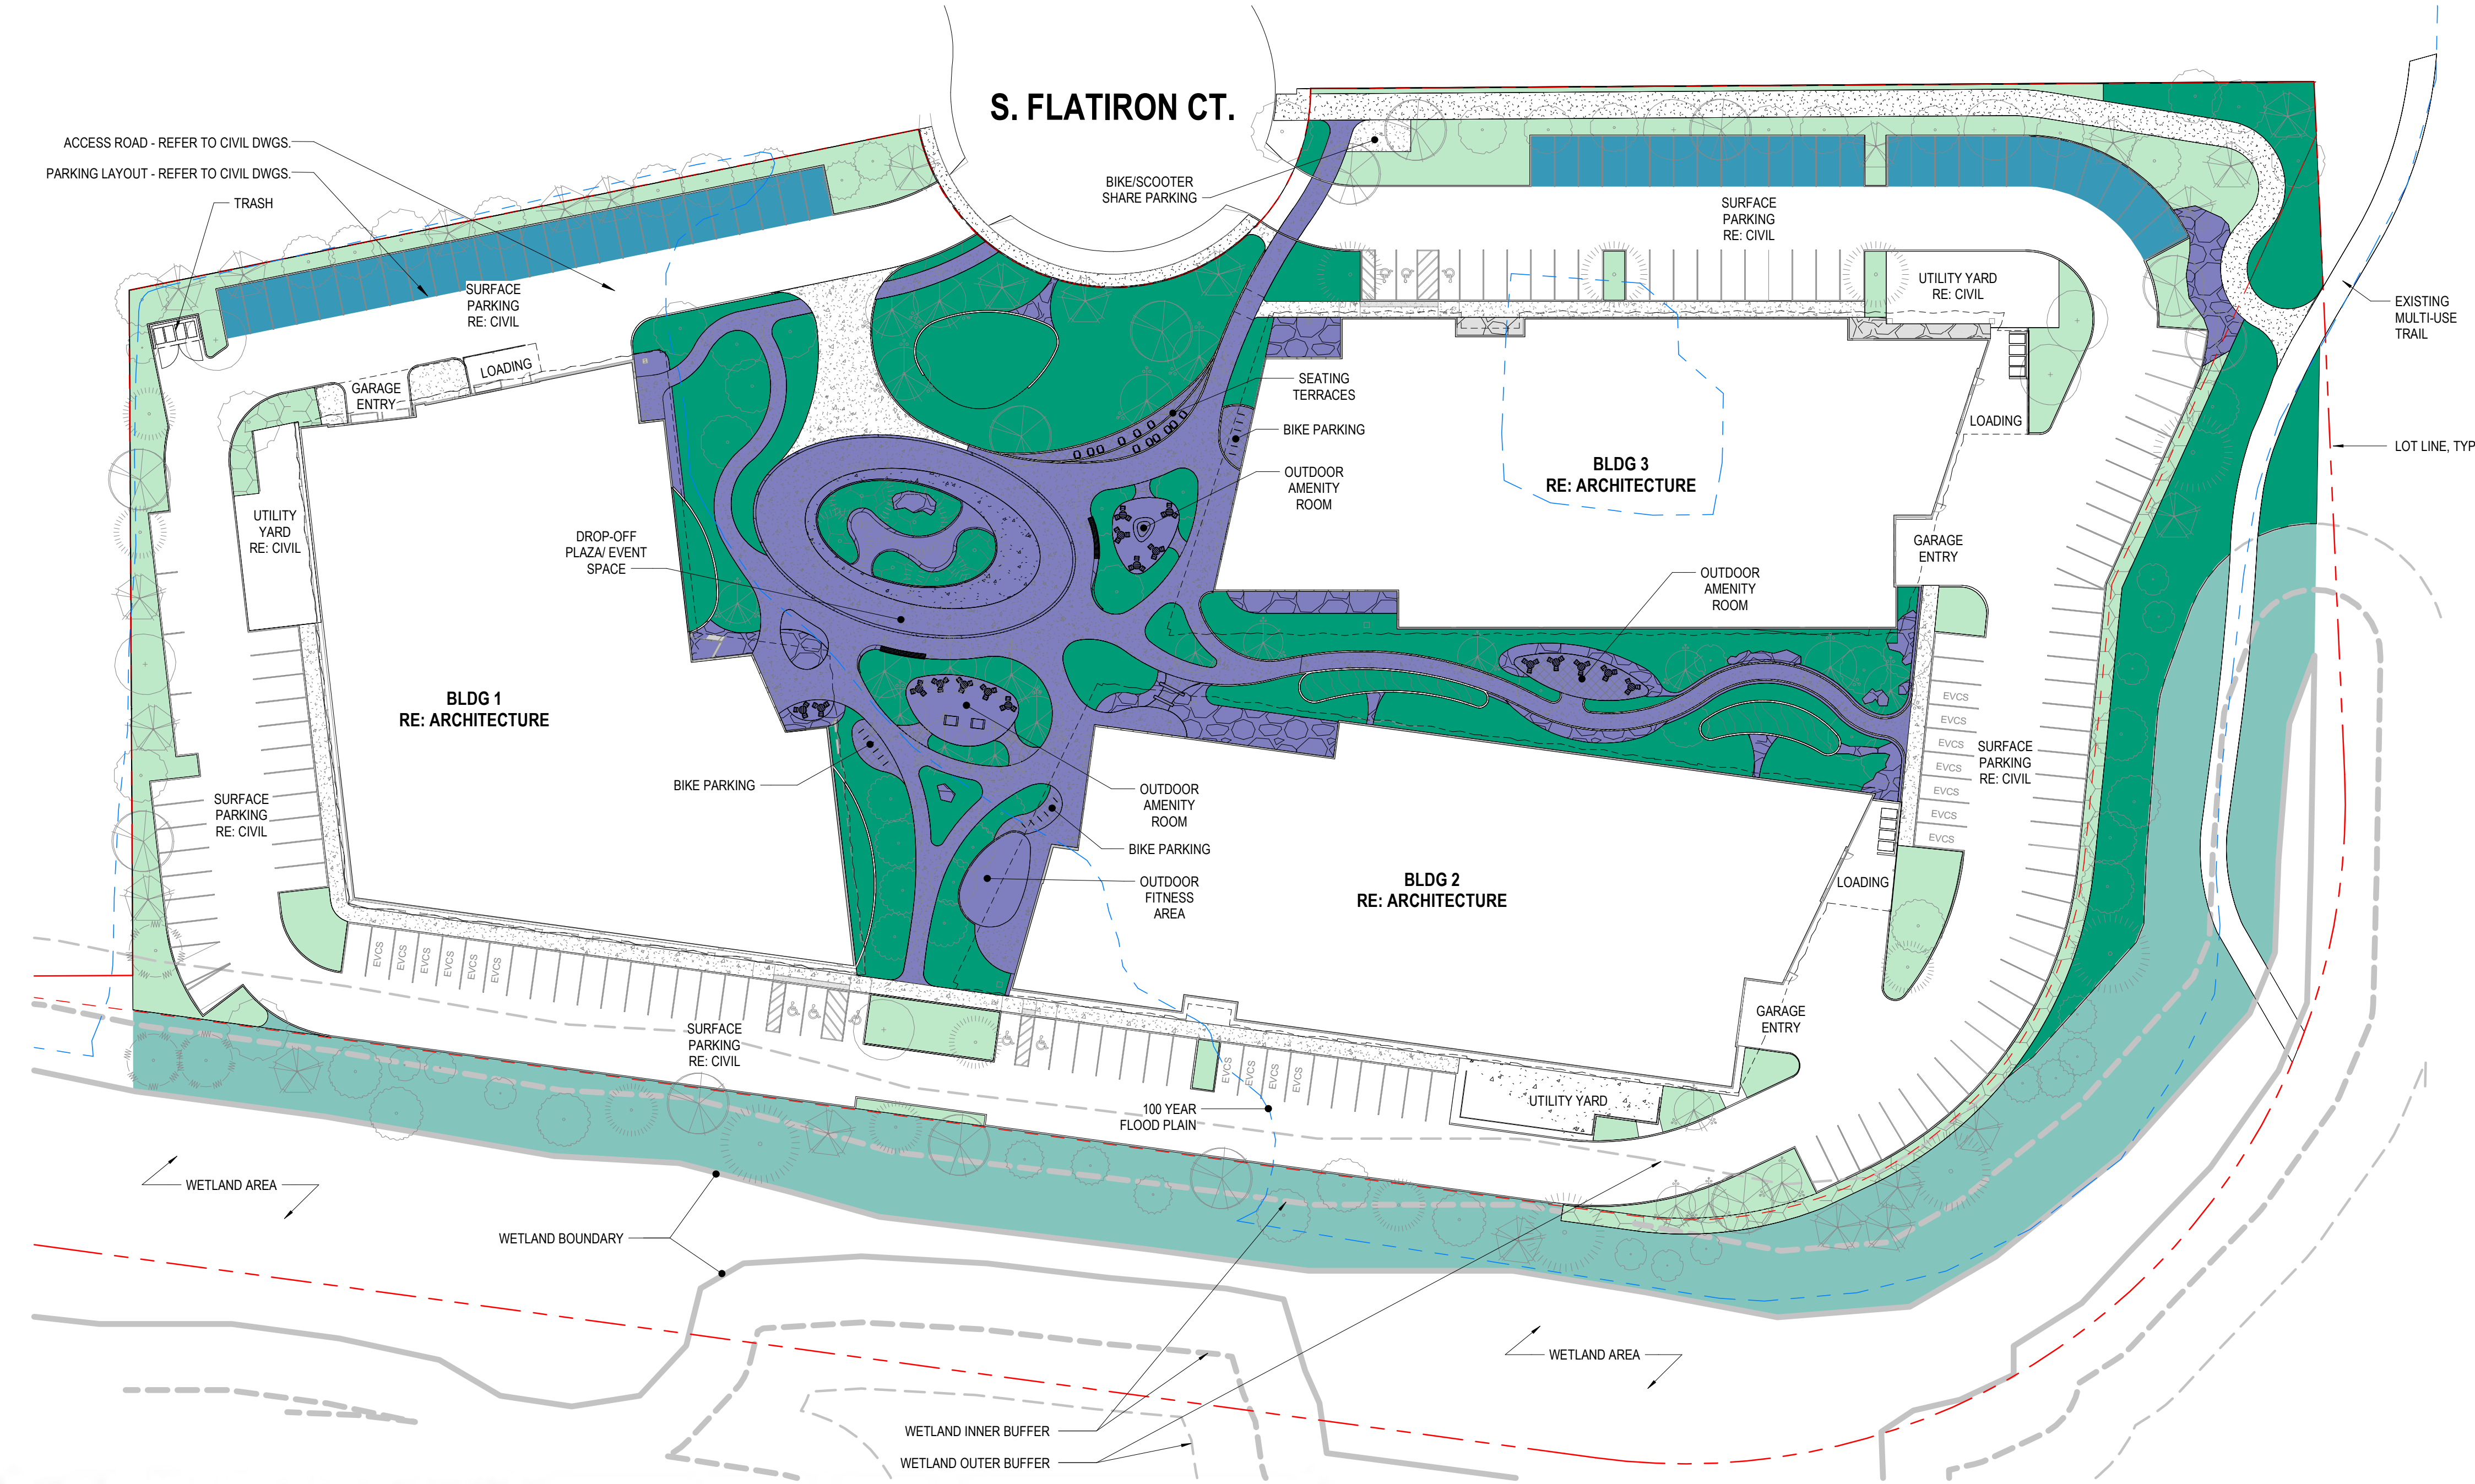 S. FLATIRON CT.
ACCESS ROAD - REFER TO CIVIL DWGS.
PARKING LAYOUT - REFER TO CIVIL DWGS.
TRASH
BIKE/SCOOTER
SHARE PARKING
SURFACE
PARKING
RE: CIVIL
SURFACE
PARKING
RE: CIVIL
UTILITY YARD
RE: CIVIL
EXISTING
MULTI-USE
TRAIL
LOADING
GARAGE
ENTRY
SEATING
TERRACES
BIKE PARKING
LOADING
LOT LINE, TYP
OUTDOOR
AMENITY
ROOM
BLDG 3
RE: ARCHITECTURE
UTILITY
YARD
RE: CIVIL
DROP-OFF
PLAZA/ EVENT
SPACE
GARAGE
ENTRY
OUTDOOR
AMENITY
ROOM
BLDG 1
RE: ARCHITECTURE
EVCS
EVCS
EVCS
EVCS
EVCS
EVCS
EVCS
SURFACE
PARKING
RE: CIVIL
SURFACE
PARKING
RE: CIVIL
BIKE PARKING
OUTDOOR
AMENITY
ROOM
BIKE PARKING
OUTDOOR
FITNESS
AREA
BLDG 2
RE: ARCHITECTURE
LOADING
EVCS
EVCS
EVCS
EVCS
EVCS
EVCS
GARAGE
ENTRY
SURFACE
PARKING
RE: CIVIL
EVCS
EVCS
EVCS
EVCS
UTILITY YARD
100 YEAR
FLOOD PLAIN
WETLAND AREA
WETLAND BOUNDARY
WETLAND AREA
WETLAND INNER BUFFER
WETLAND OUTER BUFFER